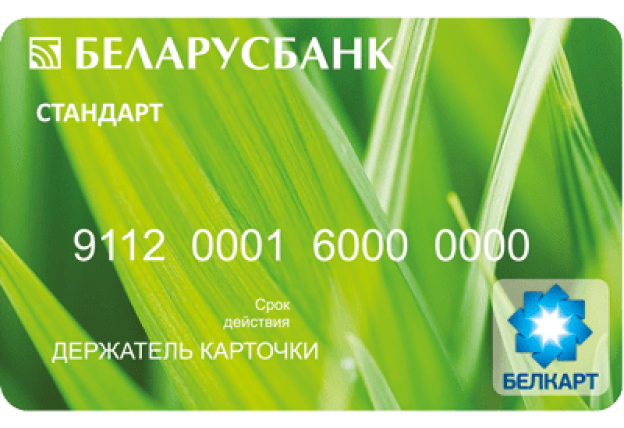 БЕЛАРУСБАНК
СТАНДАРТ
9112 0001 6000 0000
Срок
действия
ДЕРЖАТЕЛЬ КАРТОЧКИ
БЕЛКАРТ